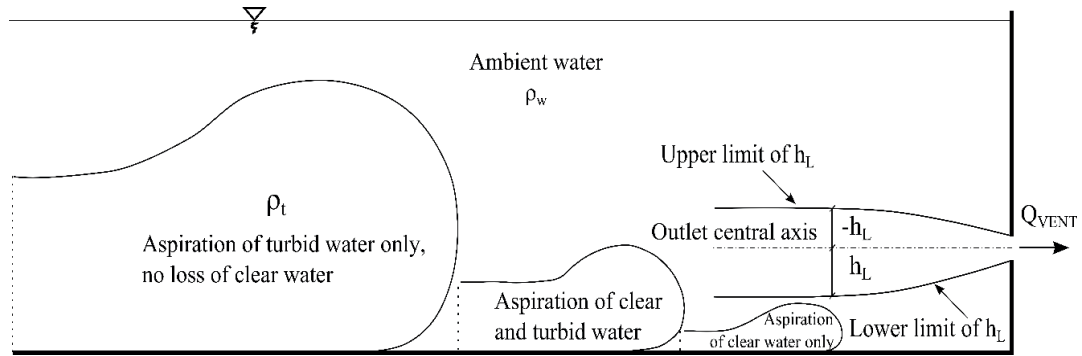 Ambient water
ρw
Upper limit of hL
QVENT
ρt
Outlet central axis
-hL
Aspiration of turbid water only,
no loss of clear water
hL
Aspiration of clear
and turbid water
Aspiration
of clear water only
Lower limit of hL